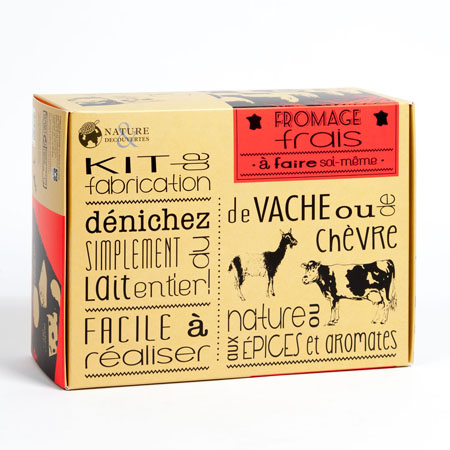 NATURE
&
DECOUVERTES
KIT de
fabrication
dénichez
SIMPLEMENT du
Lait entier!
FACILE à
réaliser
FROMAGE
frais
à faire soi-même
de VACHE ou de
chèvre
nature ou
aux ÉPICES et AROMATES